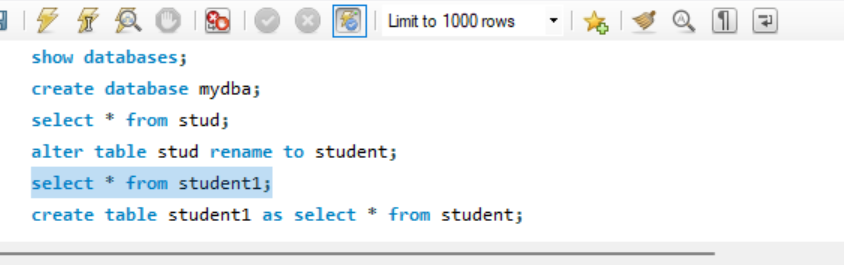 Limit to 1000 rows
show databases;
create database mydba;
select * from stud;
alter table stud rename to student;
select * from student1;
create table student1 as select * from student;